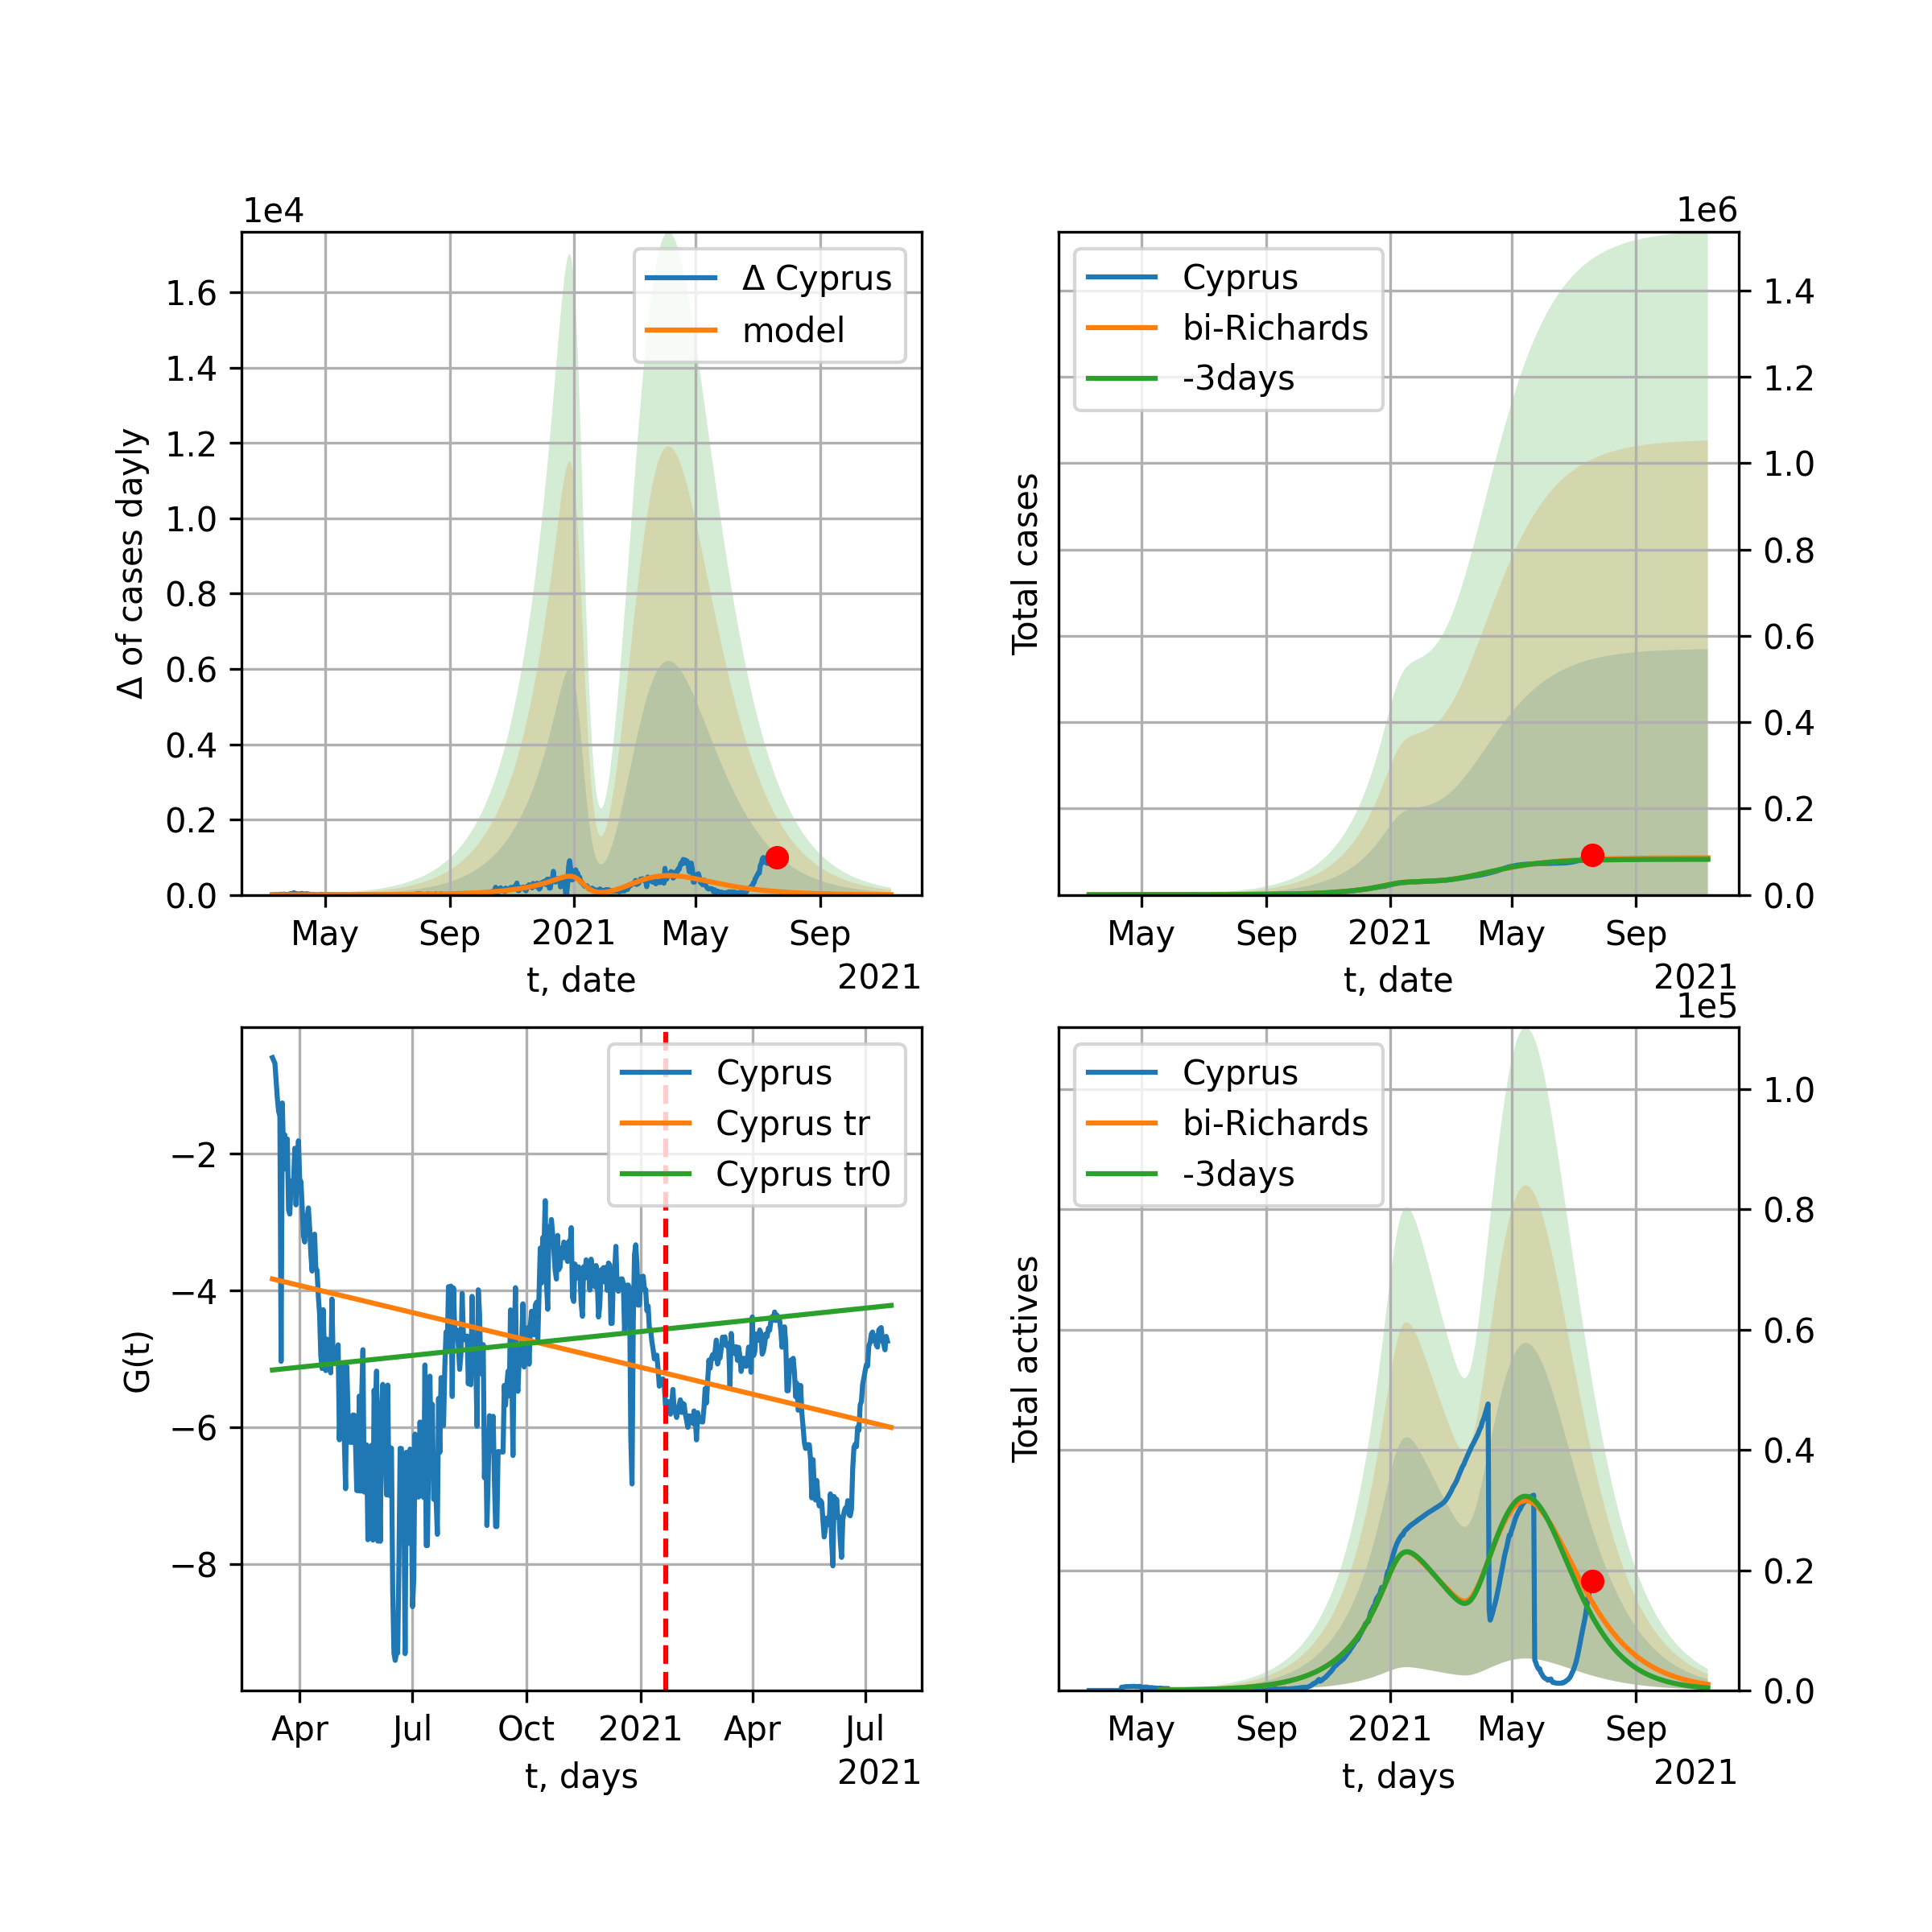 1e4
Δ of cases dayly
1.6
1.4
1.2
1.0
0.8
0.6
0.4
0.2
0.0
Δ Cyprus
model
May Sep 2021 May Sep
t, date
2021
1e6
Total cases
Cyprus
bi-Richards
-3days
1.4
1.2
1.0
0.8
0.6
0.4
0.2
0.0
May Sep 2021 May Sep
t, date
2021
G(t)
−2
−4
−6
−8
Cyprus
Cyprus tr
Cyprus tr0
Apr Jul Oct 2021 Apr Jul
t, days
2021
1e5
Total actives
Cyprus
bi-Richards
-3days
1.0
0.8
0.6
0.4
0.2
0.0
May Sep 2021 May Sep
t, days
2021